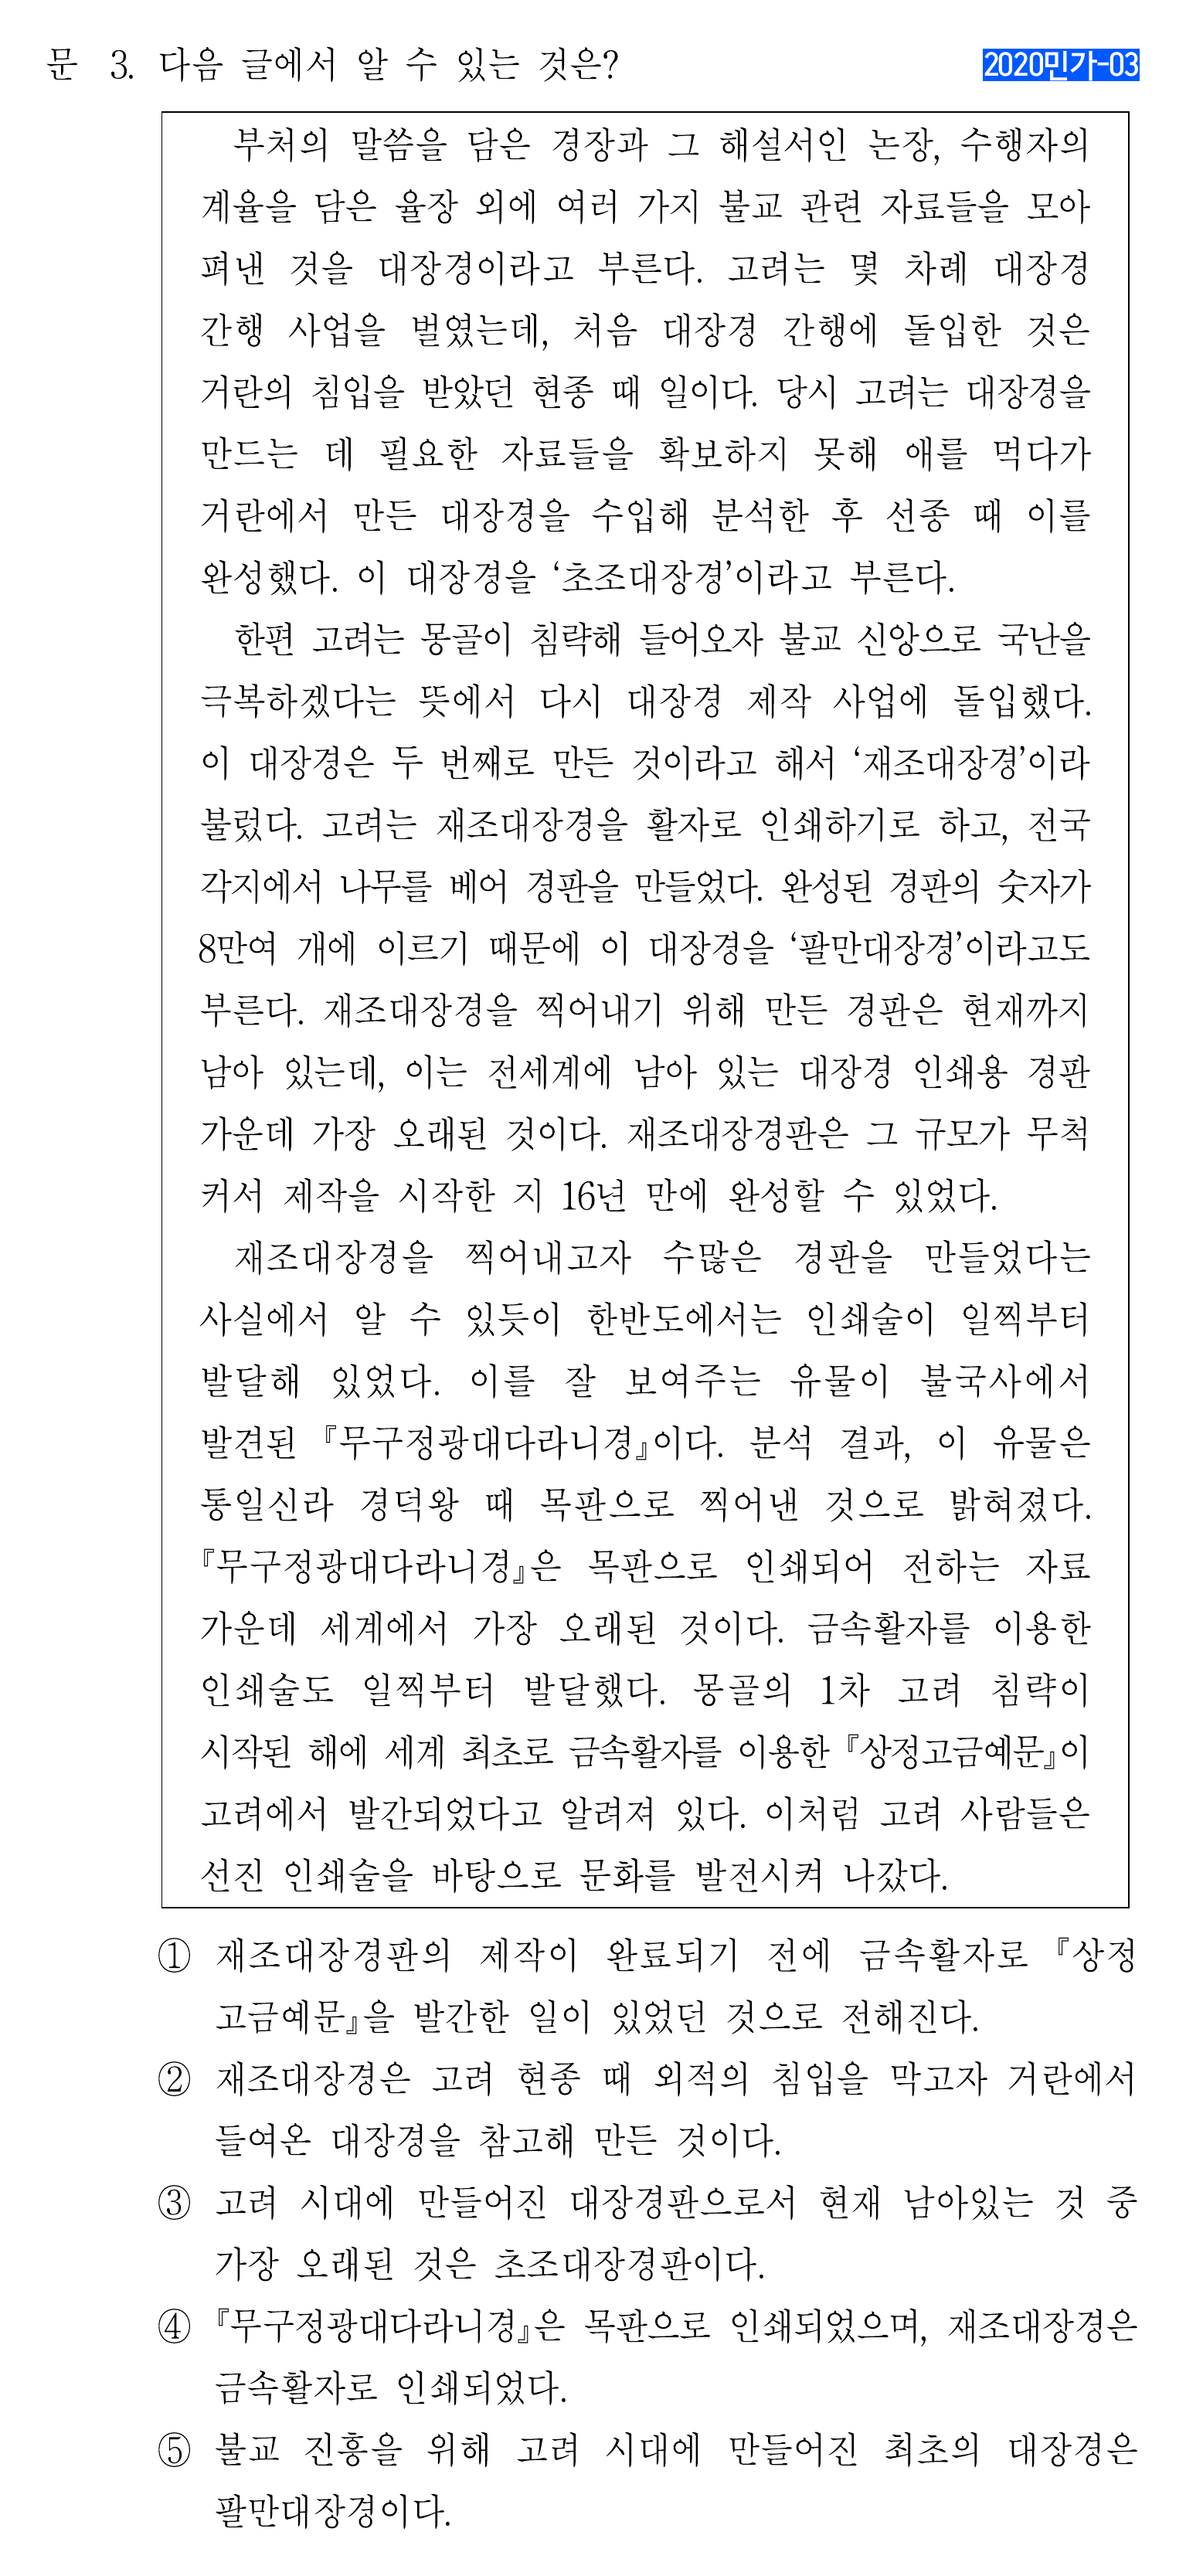 문 3. 다음 글에서 알 수 있는 것은?
2020민가-03
부처의 말씀을 담은 경장과 그 해설서인 논장, 수행자의
계율을 담은 율장 외에 여러 가지 불교 관련 자료들을 모아
펴낸 것을 대장경이라고 부른다. 고려는 몇 차례 대장경
간행 사업을 벌였는데, 처음 대장경 간행에 돌입한 것은
거란의 침입을 받았던 현종 때 일이다. 당시 고려는 대장경을
만드는 데 필요한 자료들을 확보하지 못해 애를 먹다가
거란에서 만든 대장경을 수입해 분석한 후 선종 때 이를
완성했다. 이 대장경을 ‘초조대장경’이라고 부른다.
한편 고려는 몽골이 침략해 들어오자 불교 신앙으로 국난을
극복하겠다는 뜻에서 다시 대장경 제작 사업에 돌입했다.
이 대장경은 두 번째로 만든 것이라고 해서 ‘재조대장경’이라
불렀다. 고려는 재조대장경을 활자로 인쇄하기로 하고, 전국
각지에서 나무를 베어 경판을 만들었다. 완성된 경판의 숫자가
8만여 개에 이르기 때문에 이 대장경을 ‘팔만대장경’이라고도
부른다. 재조대장경을 찍어내기 위해 만든 경판은 현재까지
남아 있는데, 이는 전세계에 남아 있는 대장경 인쇄용 경판
가운데 가장 오래된 것이다. 재조대장경판은 그 규모가 무척
커서 제작을 시작한 지 16년 만에 완성할 수 있었다.
재조대장경을 찍어내고자 수많은 경판을 만들었다는
사실에서 알 수 있듯이 한반도에서는 인쇄술이 일찍부터
발달해 있었다. 이를 잘 보여주는 유물이 불국사에서
발견된 『무구정광대다라니경』이다. 분석 결과, 이 유물은
통일신라 경덕왕 때 목판으로 찍어낸 것으로 밝혀졌다.
『무구정광대다라니경』은 목판으로 인쇄되어 전하는 자료
가운데 세계에서 가장 오래된 것이다. 금속활자를 이용한
인쇄술도 일찍부터 발달했다. 몽골의 1차 고려 침략이
시작된 해에 세계 최초로 금속활자를 이용한 『상정고금예문』이
고려에서 발간되었다고 알려져 있다. 이처럼 고려 사람들은
선진 인쇄술을 바탕으로 문화를 발전시켜 나갔다.
① 재조대장경판의 제작이 완료되기 전에 금속활자로 『상정
고금예문』을 발간한 일이 있었던 것으로 전해진다.
② 재조대장경은 고려 현종 때 외적의 침입을 막고자 거란에서
들여온 대장경을 참고해 만든 것이다.
③ 고려 시대에 만들어진 대장경판으로서 현재 남아있는 것 중
가장 오래된 것은 초조대장경판이다.
④ 『무구정광대다라니경』은 목판으로 인쇄되었으며, 재조대장경은
금속활자로 인쇄되었다.
⑤ 불교 진흥을 위해 고려 시대에 만들어진 최초의 대장경은
팔만대장경이다.